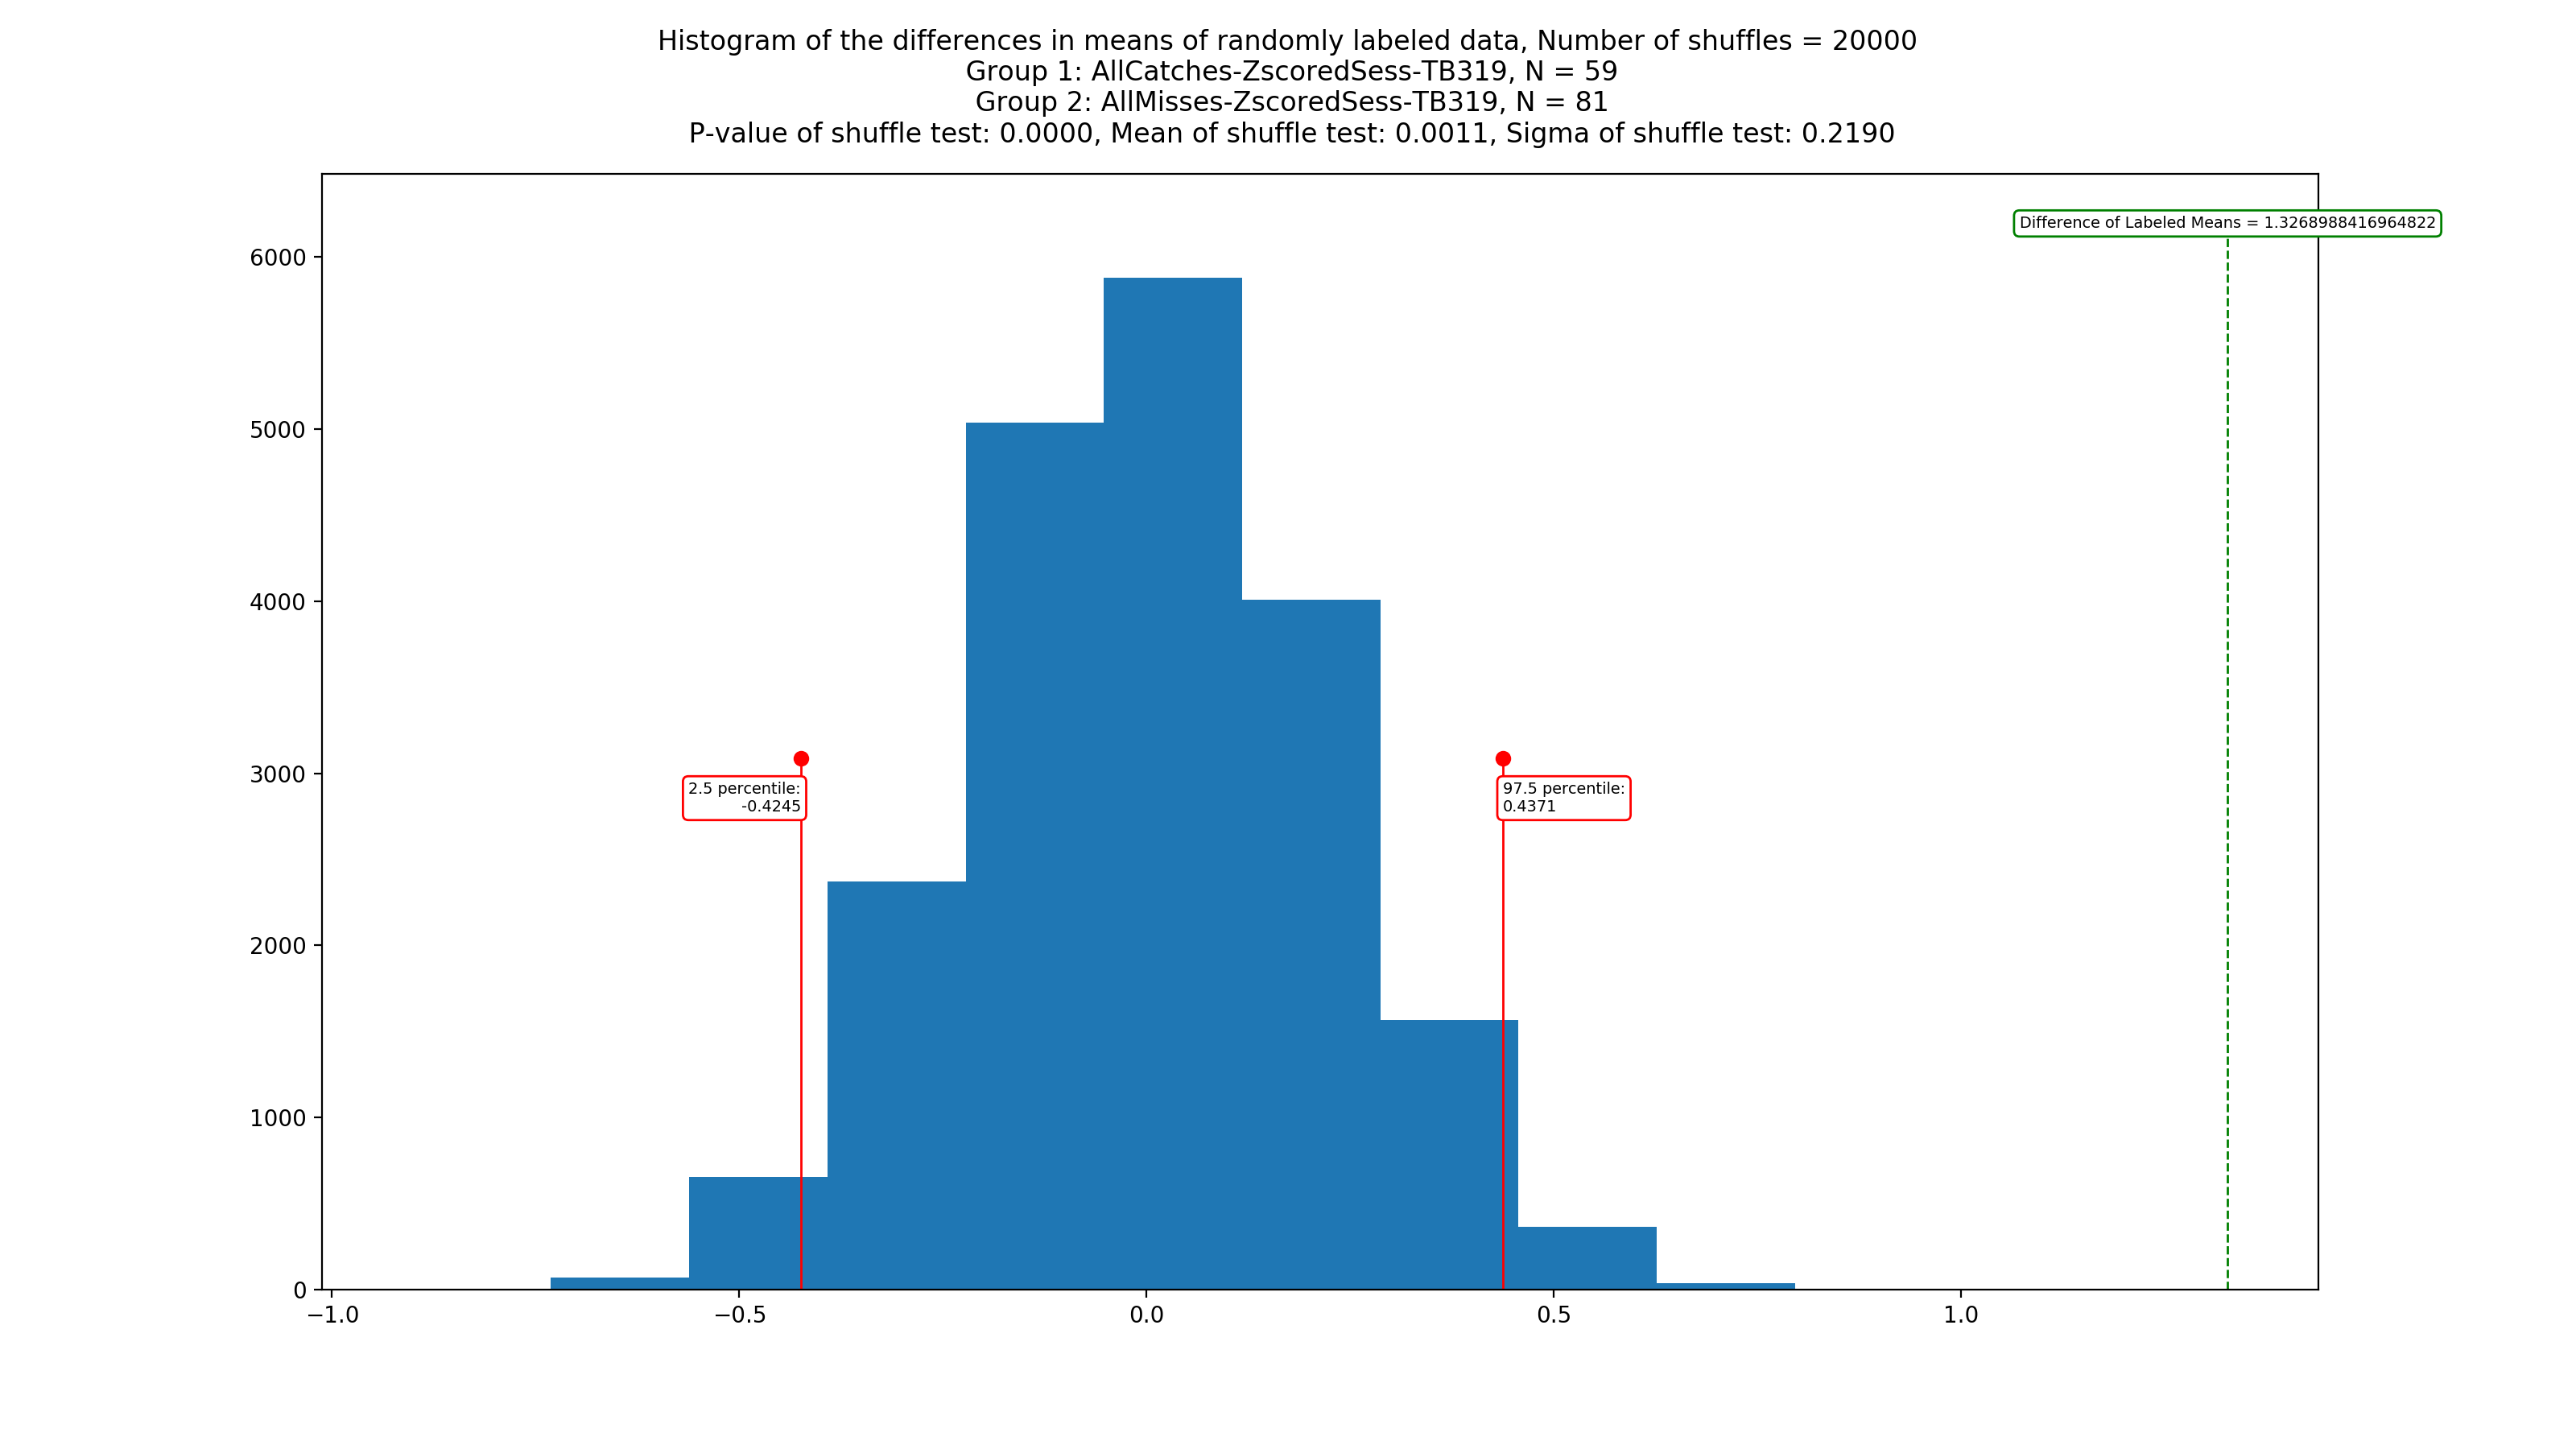 Histogram of the differences in means of randomly labeled data, Number of shuffles = 20000
Group 1: AllCatches-ZscoredSess-TB319, N = 59
Group 2: AllMisses-ZscoredSess-TB319, N = 81
P-value of shuffle test: 0.0000, Mean of shuffle test: 0.0011, Sigma of shuffle test: 0.2190
Difference of Labeled Means = 1.3268988416964822
6000
5000
4000
3000
2.5 percentile:
-0.4245
97.5 percentile:
0.4371
2000
1000
0
−1.0
−0.5
0.0
0.5
1.0